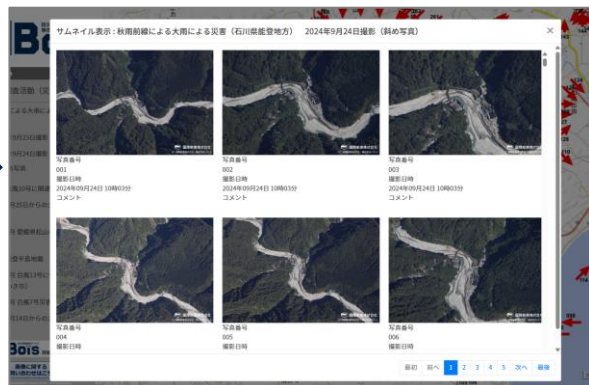 サムネイル表示 : 秋雨前線による大雨による災害（石川県能登地方） 2024年9月24日撮影（斜め写真）
×
写真番号
001
撮影日時
2024年09月24日 10時03分
コメント
写真番号
002
撮影日時
2024年09月24日 10時03分
コメント
写真番号
003
撮影日時
2024年09月24日 10時03分
コメント
写真番号
004
撮影日時
写真番号
005
撮影日時
写真番号
006
撮影日時
最初 前へ 1 2 3 4 5 次へ 最後
Bois